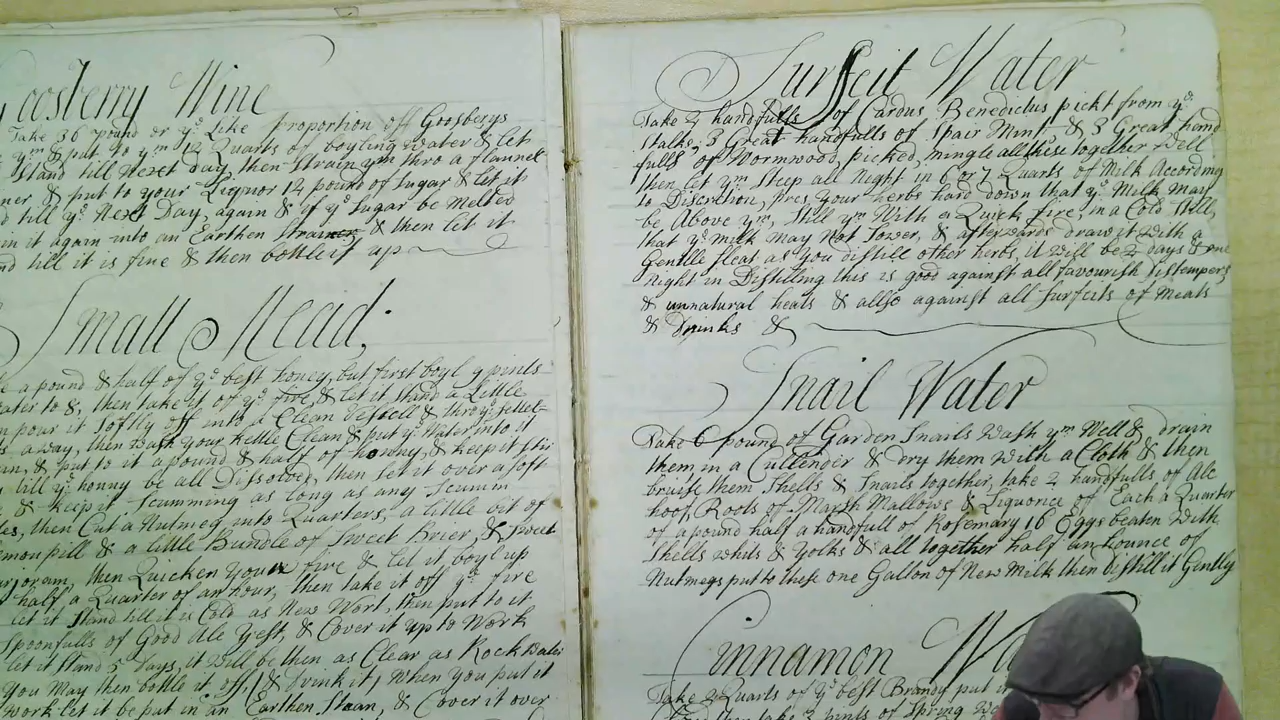 Goosberry Wine
Take 36 pound or yᵉ Like proportion off Goosbergs
& put to yᵐ 12 Quarts of boyling water & let
Stand till Next day, then Strain yᵐ thro a flannel
& put to your Liquor 14 pound of Sugar & let it
till yᵉ Next Day, again & if yᵉ Sugar be Melted
it again into an Earthen & then let it
till it is fine & then bottle it up
Small Mead,
a pound & half of yᵉ best honey, but first boyl 9 pints
water to &, then take it of yᵉ fire & let it stand a Little
pour it Softly off into a Clean Vessell &
a way, then Wash your Kettle Clean & put yᵉ Water into it
& put to it a pound & half of honny & keep it
till yᵉ honny be all Dissolved, then Set it over a soft
& keep it Scumming as long as any Scumm
then Cut a Nutmeg into Quarters, a little bit of
pill & a little Bundle of Sweet Brier, & Sweet
then Quicken your fire & let it boyl up
half a Quarter of an hour, then take it off yᵉ fire
let it Stand till it is Cold as New Wort, then put to it
Spoonfulls of Good Ale Yest, & Cover it up to Work
let it Stand 5 Days, it Will be then as Clear as Rock Water
You May then bottle it off, & Drink it, When you put it
work let it be put in an Earthen Stean, & Cover it over
Surfeit Water
Take 2 handfulls of Cardus Benedictus pickt from yᵉ
Stalks, 3 Great handfulls of Spair Mint, & 3 Great hand
fulls of Wormwood, picked, mingle all these together Well
then let yᵐ Steep all Night in 6 or 7 Quarts of Milk According
to Discretion, pres your herbs hard down that yᵉ Milk may
be Above yᵐ, Still yᵐ With a Quick fire, in a Cold Still,
that yᵉ milk May Not Sower, & afterwards draw it With a
Gentle Heat as you distill other herbs, it Will be 2 days & one
Night in Distilling this is good against all favourish Distempers
& unnatural heats & allso against all Surfeits of Meats
& Drinks &
Snail Water
Take 6 pound of Garden Snails Wash yᵐ Well & drain
them in a Cullender & dry them With a Cloth & then
bruise them Shells & Snails together, take 2 handfulls of Ale
hoof, Roots of Marsh Mallows & Liquorice of Each a Quarter
of a pound half a handfull of Rosemary 16 Eggs beaten With
Shells whits & Yolks & all together half an hounce of
Nutmegs put to these one Gallon of New Milk then distill it Gently
Cinnamon
Take 2 Quarts of yᵉ best Brandy put
then take 2 pints of Spring